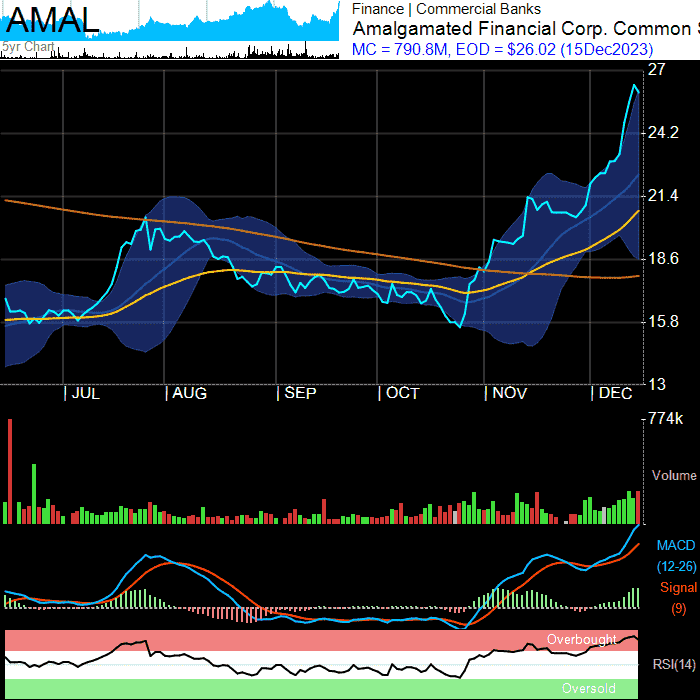 AMAL
5yr Chart
Finance | Commercial Banks
Amalgamated Financial Corp. Common S
MC = 790.8M, EOD = $26.02 (15Dec2023)
27
24.2
21.4
18.6
15.8
13
JUL
AUG
SEP
OCT
NOV
DEC
774k
Volume
MACD
(12-26)
Signal
(9)
Overbought
RSI(14)
Oversold